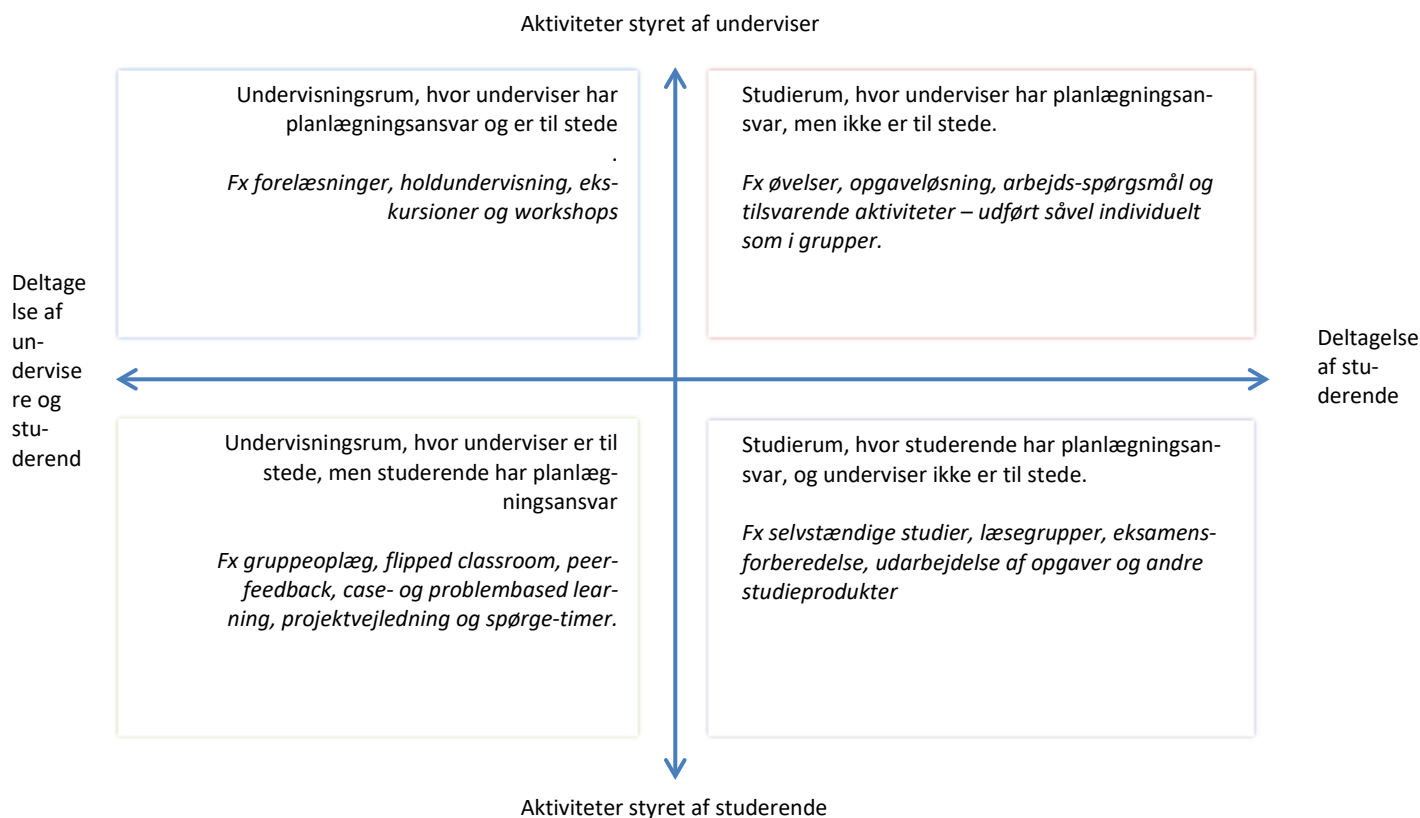 Aktiviteter styret af underviser
Undervisningsrum, hvor underviser har
planlægningsansvar og er til stede
.
Fx forelæsninger, holdundervisning, eks-
kursioner og workshops
Studierum, hvor underviser har planlægningsan-
svar, men ikke er til stede.
Fx øvelser, opgaveløsning, arbejds-spørgsmål og
tilsvarende aktiviteter – udført såvel individuelt
som i grupper.
Deltage
lse af
un-
dervise
re og
stu-
derend
Deltagelse
af stu-
derende
Undervisningsrum, hvor underviser er til
stede, men studerende har planlæg-
ningsansvar
Fx gruppeoplæg, flipped classroom, peer-
feedback, case- og problembased lear-
ning, projektvejledning og spørge-timer.
Studierum, hvor studerende har planlægningsan-
svar, og underviser ikke er til stede.
Fx selvstændige studier, læsegrupper, eksamens-
forberedelse, udarbejdelse af opgaver og andre
studieprodukter
Aktiviteter styret af studerende